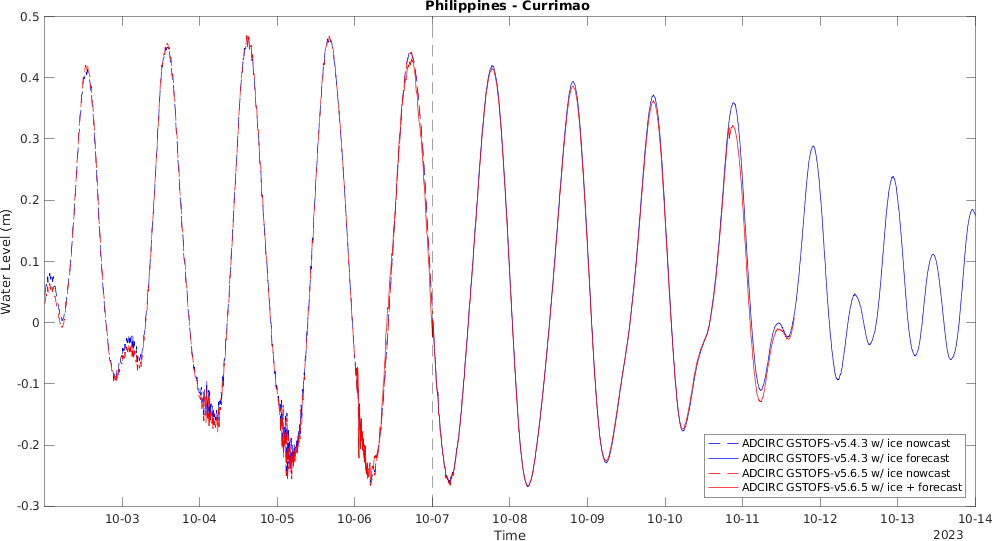 Philippines - Currimao
0.5
0.4
0.3
0.2
0.1
0
-0.1
-0.2
-0.3
Water Level (m)
ADCIRC GSTOFS-v5.4.3 w/ ice nowcast
ADCIRC GSTOFS-v5.4.3 w/ ice forecast
ADCIRC GSTOFS-v5.6.5 w/ ice nowcast
ADCIRC GSTOFS-v5.6.5 w/ ice + forecast
10-03 10-04 10-05 10-06 10-07 10-08 10-09 10-10 10-11 10-12 10-13 10-14
Time
2023